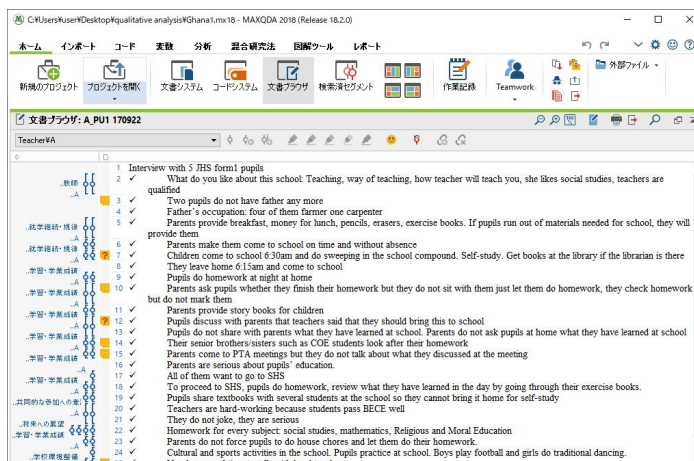 C:¥Users¥user¥Desktop¥qualitative analysis¥Ghana1.mx18 - MAXQDA 2018 (Release 18.2.0)
ホーム インポート コード 変数 分析 混合研究法 図解ツール レポート
新規のプロジェクト プロジェクトを開く 文書システム コードシステム 文書ブラウザ 検索済セグメント 作業記録 Teamwork 外部ファイル
文書ブラウザ: A_PU1 170922
Teacher¥A
1 Interview with 5 JHS form1 pupils
..教師 2 ✓ What do you like about this school: Teaching, way of teaching, how teacher will teach you, she likes social studies, teachers are
..A qualified
3 ✓ Two pupils do not have father any more
4 ✓ Father's occupation: four of them farmer one carpenter
..就学継続・規律 5 ✓ Parents provide breakfast, money for lunch, pencils, erasers, exercise books. If pupils run out of materials needed for school, they will
..A provide them
..就学継続・規律 6 ✓ Parents make them come to school on time and without absence
..A ? 7 ✓ Children come to school 6:30am and do sweeping in the school compound. Self-study. Get books at the library if the librarian is there
..学習・学業成績 8 ✓ They leave home 6:15am and come to school
..A 9 ✓ Pupils do homework at night at home
..学習・学業成績 10 ✓ Parents ask pupils whether they finish their homework but they do not sit with them just let them do homework, they check homework
..A but do not mark them
..学習・学業成績 11 ✓ Parents provide story books for children
..A ? 12 ✓ Pupils discuss with parents that teachers said that they should bring this to school
..学習・学業成績 13 ✓ Pupils do not share with parents what they have learned at school. Parents do not ask pupils at home what they have learned at school
..A 14 ✓ Their senior brothers/sisters such as COE students look after their homework
..学習・学業成績 15 ✓ Parents come to PTA meetings but they do not talk about what they discussed at the meeting
..A 16 ✓ Parents are serious about pupils' education.
..学習・学業成績 17 ✓ All of them want to go to SHS
..A 18 ✓ To proceed to SHS, pupils do homework, review what they have learned in the day by going through their exercise books.
..共同的な参加への差 19 ✓ Pupils share textbooks with several students at the school so they cannot bring it home for self-study
..A 20 ✓ Teachers are hard-working because students pass BECE well
..将来への展望 21 ✓ They do not joke, they are serious
..学習・学業成績 22 ✓ Homework for every subject: social studies, mathematics, Religious and Moral Education
..A 23 ✓ Parents do not force pupils to do house chores and let them do their homework.
..学校環境整備 24 ✓ Cultural and sports activities in the school. Pupils practice at school. Boys play football and girls do traditional dancing.